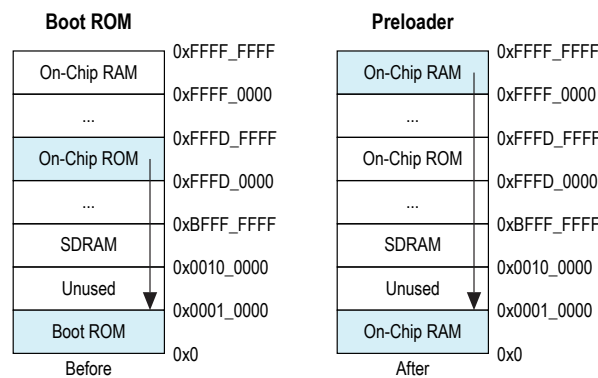 Boot ROM
0xFFFF_FFFF
On-Chip RAM
0xFFFF_0000
...
0xFFFD_FFFF
On-Chip ROM
0xFFFD_0000
...
0xBFFF_FFFF
SDRAM
0x0010_0000
Unused
0x0001_0000
Boot ROM
0x0
Before
Preloader
0xFFFF_FFFF
On-Chip RAM
0xFFFF_0000
...
0xFFFD_FFFF
On-Chip ROM
0xFFFD_0000
...
0xBFFF_FFFF
SDRAM
0x0010_0000
Unused
0x0001_0000
On-Chip RAM
0x0
After